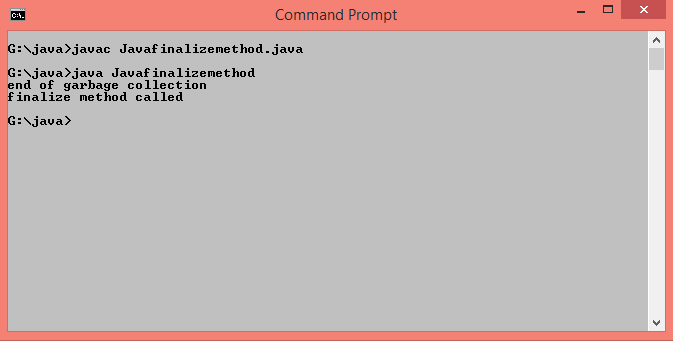 Command Prompt
G:\java>javac Javafinalizemethod.java
G:\java>java Javafinalizemethod
end of garbage collection
finalize method called
G:\java>